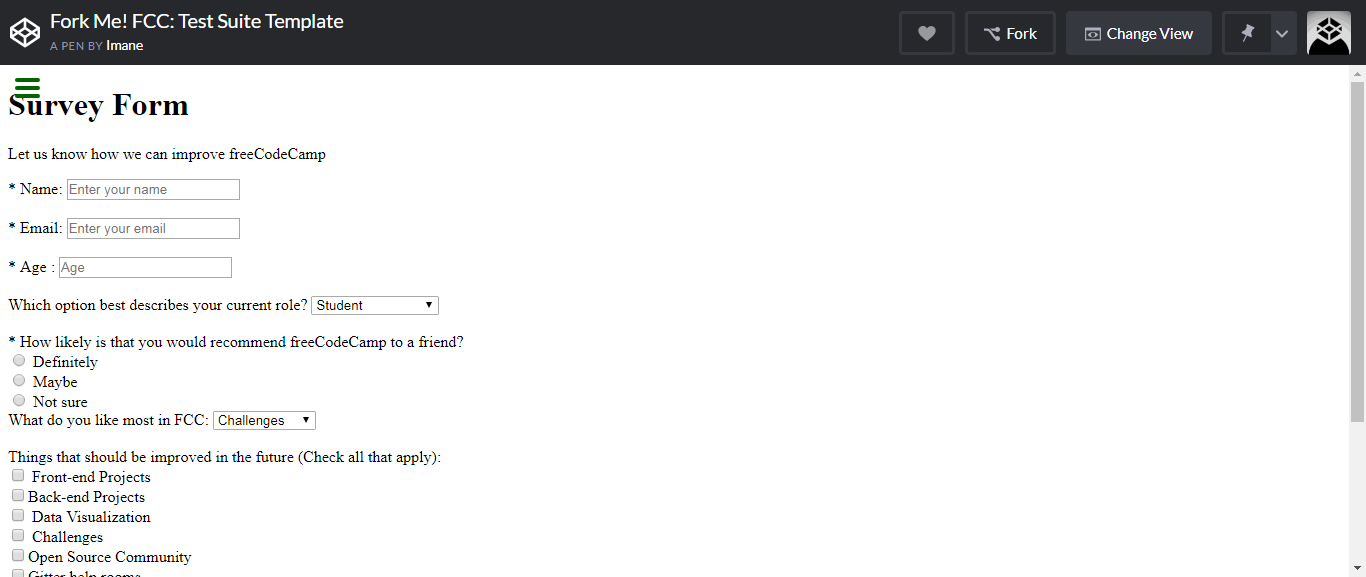 Fork Me! FCC: Test Suite Template
A PEN BY Imane
Fork
Change View
Survey Form
Let us know how we can improve freeCodeCamp
* Name: Enter your name
* Email: Enter your email
* Age : Age
Which option best describes your current role? Student
* How likely is that you would recommend freeCodeCamp to a friend?
Definitely
Maybe
Not sure
What do you like most in FCC: Challenges
Things that should be improved in the future (Check all that apply):
Front-end Projects
Back-end Projects
Data Visualization
Challenges
Open Source Community
Gitter help rooms